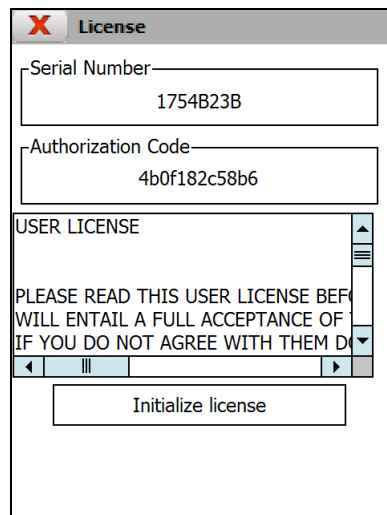 License
Serial Number
1754B23B
Authorization Code
4b0f182c58b6
USER LICENSE
PLEASE READ THIS USER LICENSE BEF
WILL ENTAIL A FULL ACCEPTANCE OF
IF YOU DO NOT AGREE WITH THEM D
Initialize license